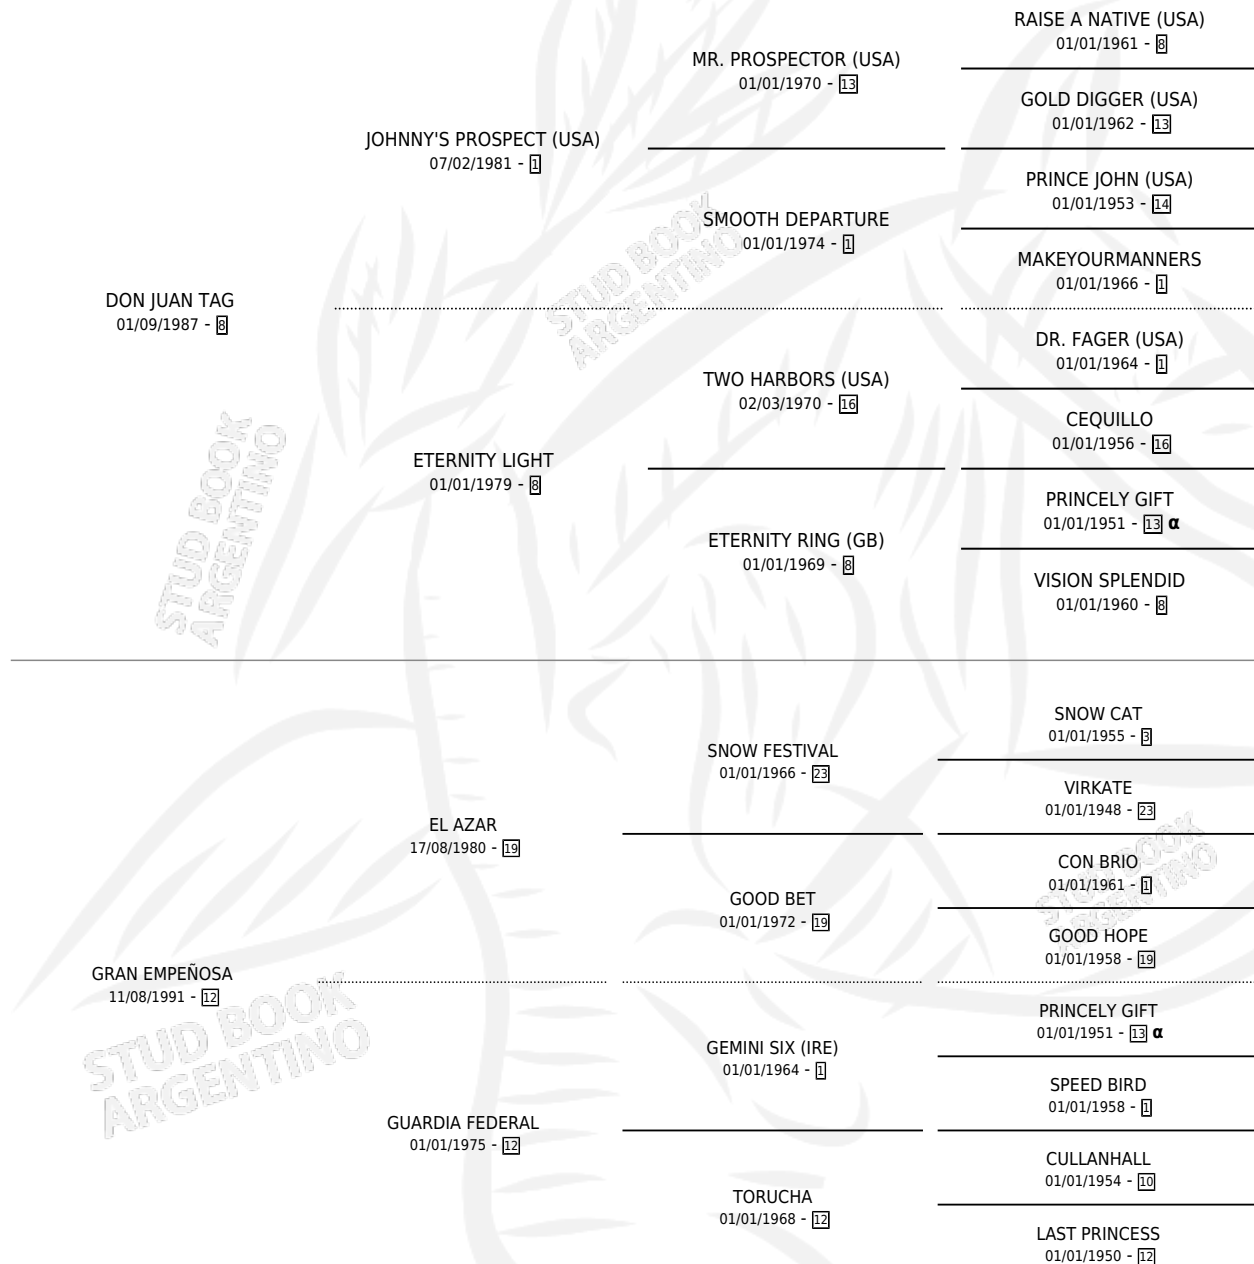 RAISE A NATIVE (USA)
01/01/1961 - 8
MR. PROSPECTOR (USA)
01/01/1970 - 13
GOLD DIGGER (USA)
01/01/1962 - 13
JOHNNY'S PROSPECT (USA)
07/02/1981 - 1
PRINCE JOHN (USA)
01/01/1953 - 14
SMOOTH DEPARTURE
01/01/1974 - 1
MAKEYOURMANNERS
01/01/1966 - 1
DON JUAN TAG
01/09/1987 - 8
DR. FAGER (USA)
01/01/1964 - 1
TWO HARBORS (USA)
02/03/1970 - 16
CEQUILLO
01/01/1956 - 16
ETERNITY LIGHT
01/01/1979 - 8
PRINCELY GIFT
01/01/1951 - 13 α
ETERNITY RING (GB)
01/01/1969 - 8
VISION SPLENDID
01/01/1960 - 8
SNOW CAT
01/01/1955 - 3
SNOW FESTIVAL
01/01/1966 - 23
VIRKATE
01/01/1948 - 23
EL AZAR
17/08/1980 - 19
CON BRIO
01/01/1961 - 1
GOOD BET
01/01/1972 - 19
GOOD HOPE
01/01/1958 - 19
GRAN EMPEÑOSA
11/08/1991 - 12
PRINCELY GIFT
01/01/1951 - 13 α
GEMINI SIX (IRE)
01/01/1964 - 1
SPEED BIRD
01/01/1958 - 1
GUARDIA FEDERAL
01/01/1975 - 12
CULLANHALL
01/01/1954 - 10
TORUCHA
01/01/1968 - 12
LAST PRINCESS
01/01/1950 - 12
STUD BOOK
ARGENTINO
STUD BOOK
ARGENTINO
STUD BOOK
ARGENTINO
STUD BOOK
ARGENTINO